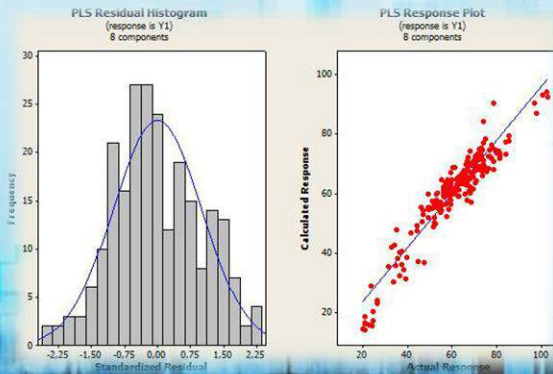 PLS Residual Histogram
(response is Y1)
8 components
30
25
20
15
10
5
0
Frequency
-2,25 -1,50 -0,75 0,00 0,75 1,50 2,25
Standardized Residual
PLS Response Plot
(response is Y1)
8 components
100
80
60
40
20
Calculated Response
20 40 60 80 100
Actual Response